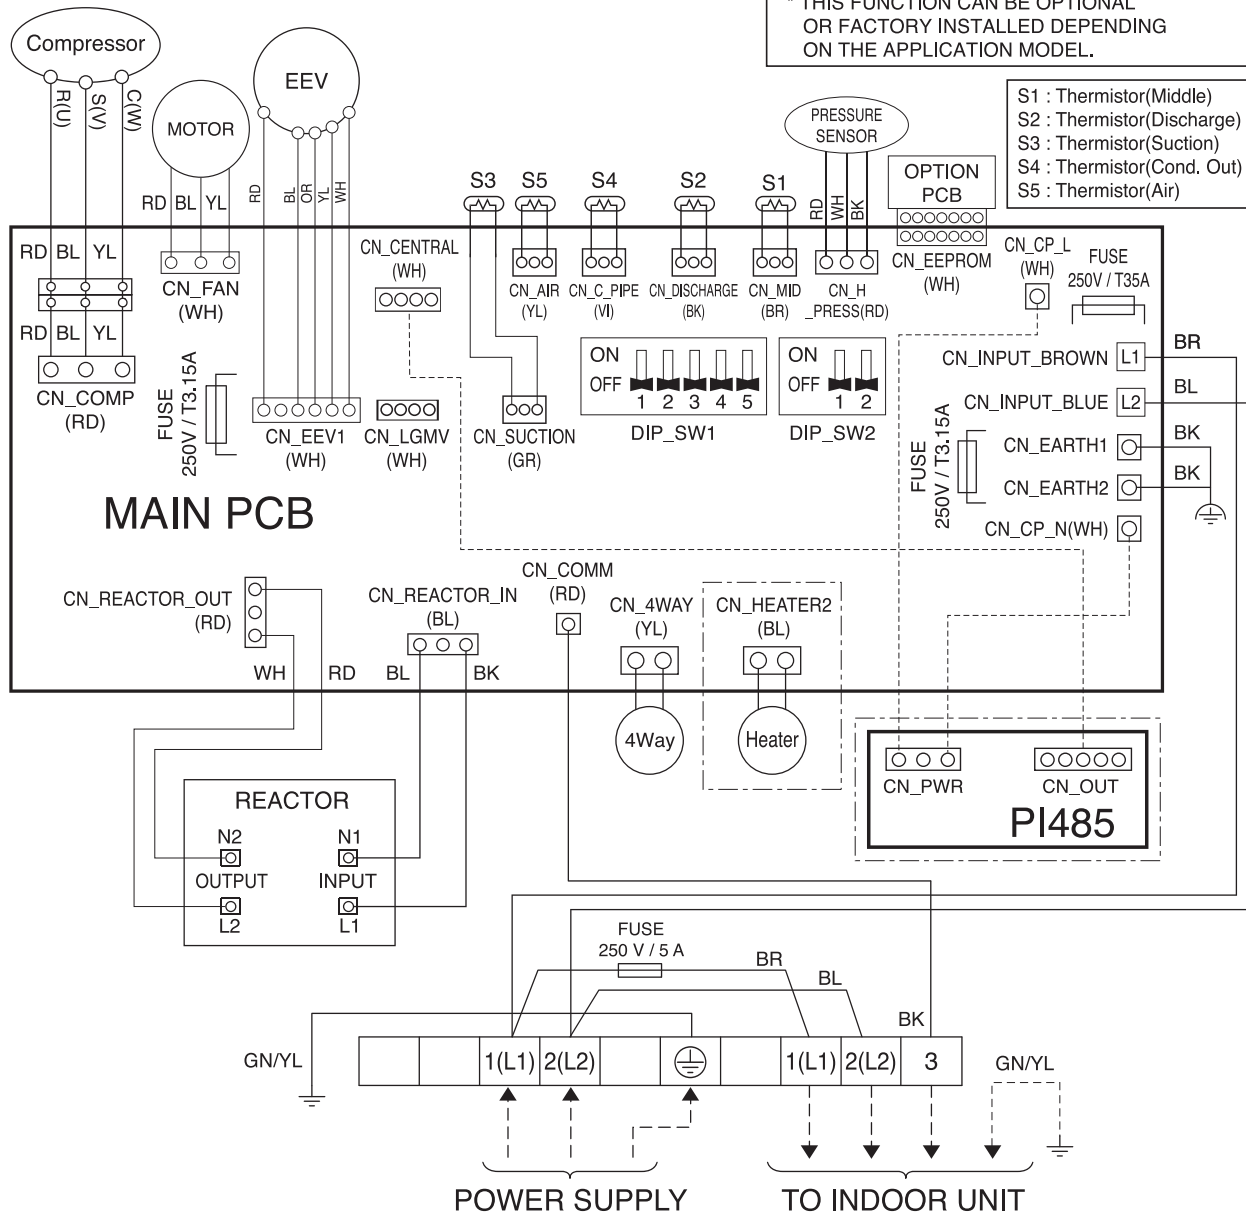 * THIS FUNCTION CAN BE OPTIONAL
OR FACTORY INSTALLED DEPENDING
ON THE APPLICATION MODEL.
S1 : Thermistor(Middle)
S2 : Thermistor(Discharge)
S3 : Thermistor(Suction)
S4 : Thermistor(Cond. Out)
S5 : Thermistor(Air)
Compressor
R(U)
S(V)
C(W)
MOTOR
RD BL YL
EEV
RD
BL
OR
YL
WH
S3
S5
S4
S2
S1
PRESSURE
SENSOR
RD
WH
BK
OPTION
PCB
RD BL YL
RD BL YL
CN_COMP
(RD)
CN_FAN
(WH)
FUSE
250V / T3.15A
CN_EEV1
(WH)
CN_CENTRAL
(WH)
CN_LGMV
(WH)
CN_SUCTION
(GR)
CN_AIR
(YL)
CN_C_PIPE
(VI)
CN_DISCHARGE
(BK)
CN_MID
(BR)
CN_H
_PRESS(RD)
CN_EEPROM
(WH)
CN_CP_L
(WH)
FUSE
250V / T35A
ON
OFF
1 2 3 4 5
DIP_SW1
ON
OFF
1 2
DIP_SW2
CN_INPUT_BROWN
L1
BR
CN_INPUT_BLUE
L2
BL
FUSE
250V / T3.15A
CN_EARTH1
BK
CN_EARTH2
BK
CN_CP_N(WH)
MAIN PCB
CN_REACTOR_OUT
(RD)
WH
RD
CN_REACTOR_IN
(BL)
BL
BK
CN_COMM
(RD)
CN_4WAY
(YL)
4Way
CN_HEATER2
(BL)
Heater
CN_PWR
CN_OUT
PI485
REACTOR
N2
N1
OUTPUT
INPUT
L2
L1
FUSE
250 V / 5 A
BR
BL
BK
GN/YL
1(L1)
2(L2)
1(L1)
2(L2)
3
GN/YL
POWER SUPPLY
TO INDOOR UNIT